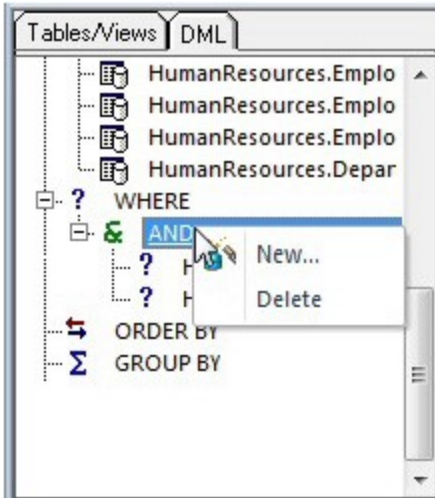 Tables/Views DML
HumanResources.Emplo
HumanResources.Emplo
HumanResources.Emplo
HumanResources.Depar
? WHERE
& AND
New...
? H
Delete
? H
ORDER BY
Σ GROUP BY